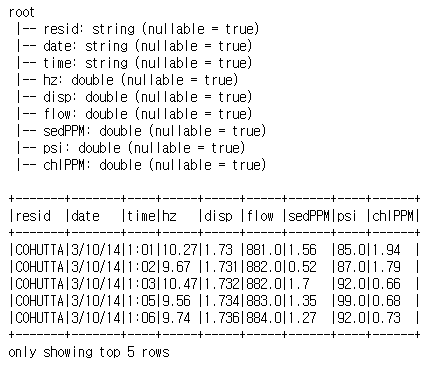 root
 |-- resid: string (nullable = true)
 |-- date: string (nullable = true)
 |-- time: string (nullable = true)
 |-- hz: double (nullable = true)
 |-- disp: double (nullable = true)
 |-- flow: double (nullable = true)
 |-- sedPPM: double (nullable = true)
 |-- psi: double (nullable = true)
 |-- chlPPM: double (nullable = true)

+-------+-------+----+-----+-----+-----+------+----+------+
|resid  |date   |time|hz   |disp |flow |sedPPM|psi |chlPPM|
+-------+-------+----+-----+-----+-----+------+----+------+
|COHUTTA|3/10/14|1:01|10.27|1.73 |881.0|1.56  |85.0|1.94  |
|COHUTTA|3/10/14|1:02|9.67 |1.731|882.0|0.52  |87.0|1.79  |
|COHUTTA|3/10/14|1:03|10.47|1.732|882.0|1.7   |92.0|0.66  |
|COHUTTA|3/10/14|1:05|9.56 |1.734|883.0|1.35  |99.0|0.68  |
|COHUTTA|3/10/14|1:06|9.74 |1.736|884.0|1.27  |92.0|0.73  |
+-------+-------+----+-----+-----+-----+------+----+------+
only showing top 5 rows